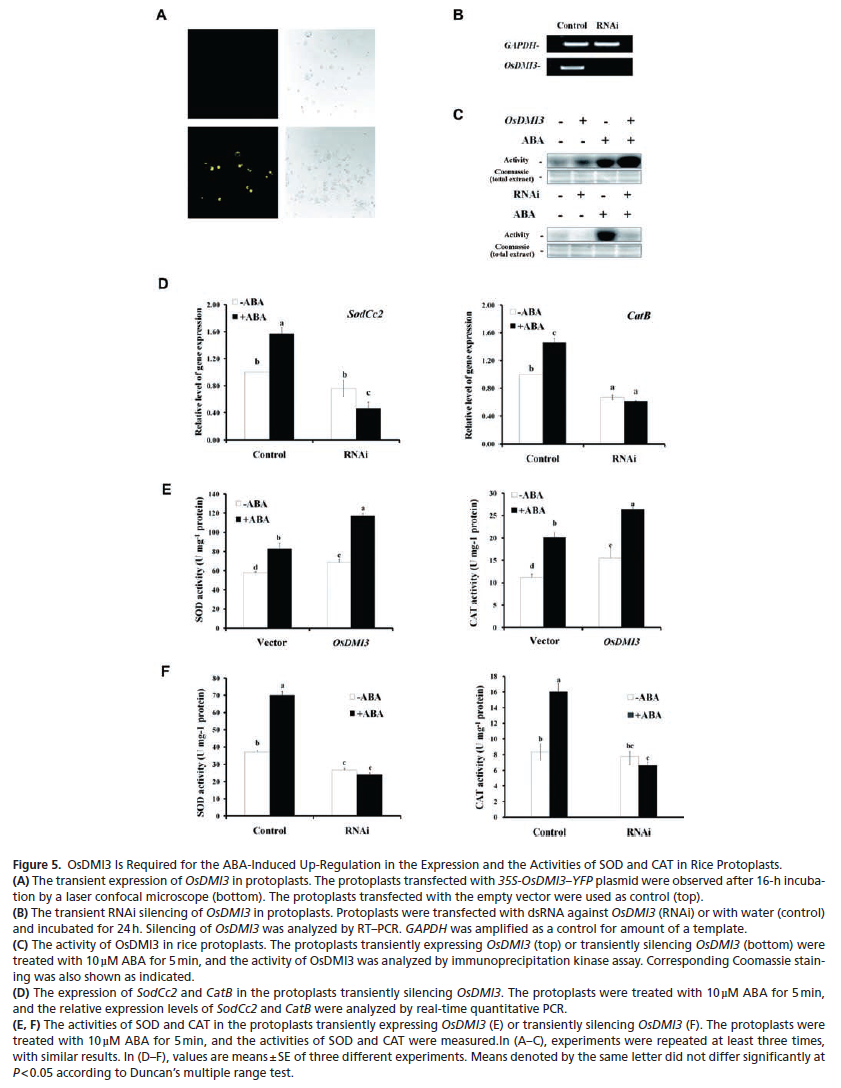 A
B
Control RNAi
GAPDH-
OsDMI3-
C
OsDMI3 - + - +
ABA - - + +
Activity -
Coomassie
(total extract) -
RNAi - + - +
ABA - - + +
Activity -
Coomassie
(total extract) -
D
Relative level of gene expression
2.00
1.60
1.20
0.80
0.40
0.00
-ABA
+ABA
SodCc2
b
a
b
c
Control RNAi
Relative level of gene expression
2.00
1.60
1.20
0.80
0.40
0.00
-ABA
+ABA
CatB
b
c
a
a
Control RNAi
E
SOD activity (U mg-1 protein)
140
120
100
80
60
40
20
0
-ABA
+ABA
d
b
c
a
Vector OsDMI3
CAT activity (U mg-1 protein)
30
25
20
15
10
5
0
-ABA
+ABA
d
b
c
a
Vector OsDMI3
F
SOD activity (U mg-1 protein)
80
70
60
50
40
30
20
10
0
-ABA
+ABA
b
a
c
c
Control RNAi
CAT activity (U mg-1 protein)
18
16
14
12
10
8
6
4
2
0
-ABA
+ABA
b
a
bc
c
Control RNAi
Figure 5. OsDMI3 Is Required for the ABA-Induced Up-Regulation in the Expression and the Activities of SOD and CAT in Rice Protoplasts.
(A) The transient expression of OsDMI3 in protoplasts. The protoplasts transfected with 35S-OsDMI3–YFP plasmid were observed after 16-h incuba-
tion by a laser confocal microscope (bottom). The protoplasts transfected with the empty vector were used as control (top).
(B) The transient RNAi silencing of OsDMI3 in protoplasts. Protoplasts were transfected with dsRNA against OsDMI3 (RNAi) or with water (control)
and incubated for 24 h. Silencing of OsDMI3 was analyzed by RT–PCR. GAPDH was amplified as a control for amount of a template.
(C) The activity of OsDMI3 in rice protoplasts. The protoplasts transiently expressing OsDMI3 (top) or transiently silencing OsDMI3 (bottom) were
treated with 10 μM ABA for 5 min, and the activity of OsDMI3 was analyzed by immunoprecipitation kinase assay. Corresponding Coomassie stain-
ing was also shown as indicated.
(D) The expression of SodCc2 and CatB in the protoplasts transiently silencing OsDMI3. The protoplasts were treated with 10 μM ABA for 5 min,
and the relative expression levels of SodCc2 and CatB were analyzed by real-time quantitative PCR.
(E, F) The activities of SOD and CAT in the protoplasts transiently expressing OsDMI3 (E) or transiently silencing OsDMI3 (F). The protoplasts were
treated with 10 μM ABA for 5 min, and the activities of SOD and CAT were measured.In (A–C), experiments were repeated at least three times,
with similar results. In (D–F), values are means ± SE of three different experiments. Means denoted by the same letter did not differ significantly at
P < 0.05 according to Duncan's multiple range test.